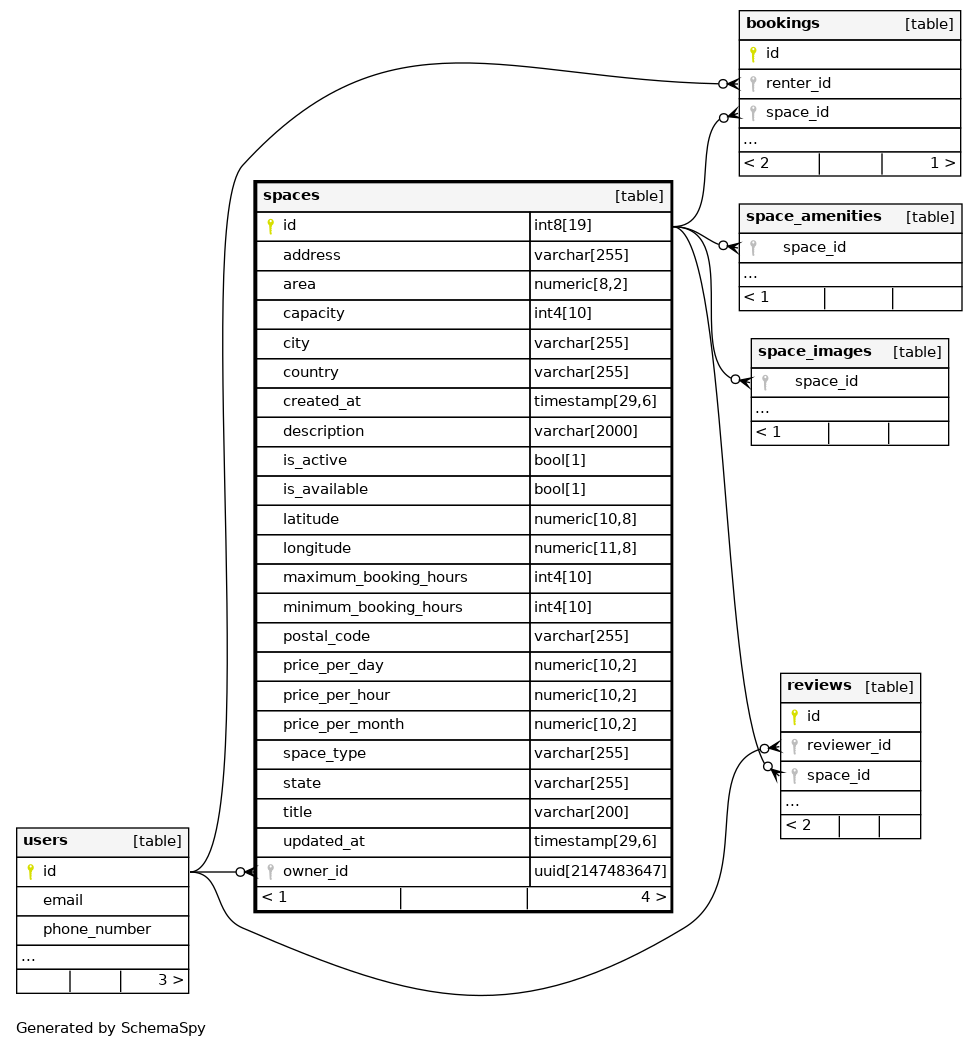 bookings [table]
id
renter_id
space_id
...
< 2 1 >
spaces [table]
id int8[19]
address varchar[255]
area numeric[8,2]
capacity int4[10]
city varchar[255]
country varchar[255]
created_at timestamp[29,6]
description varchar[2000]
is_active bool[1]
is_available bool[1]
latitude numeric[10,8]
longitude numeric[11,8]
maximum_booking_hours int4[10]
minimum_booking_hours int4[10]
postal_code varchar[255]
price_per_day numeric[10,2]
price_per_hour numeric[10,2]
price_per_month numeric[10,2]
space_type varchar[255]
state varchar[255]
title varchar[200]
updated_at timestamp[29,6]
owner_id uuid[2147483647]
< 1 4 >
space_amenities [table]
space_id
...
< 1
space_images [table]
space_id
...
< 1
reviews [table]
id
reviewer_id
space_id
...
< 2
users [table]
id
email
phone_number
...
3 >
Generated by SchemaSpy